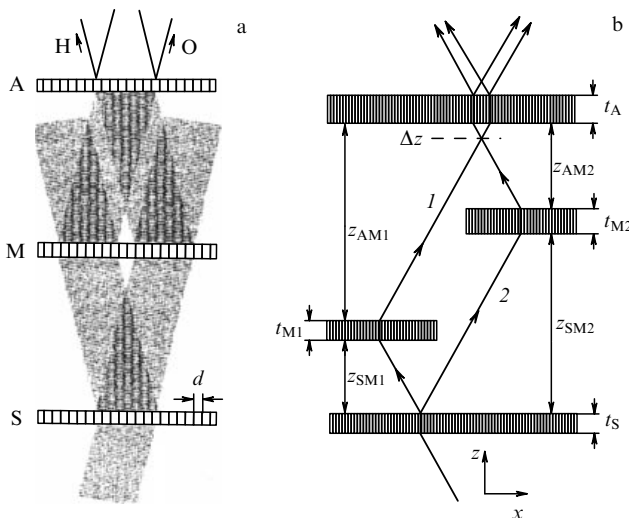 a
b
H
O
A
M
S
d
t_A
Δz
z_AM2
1
z_AM1
t_M2
2
t_M1
z_SM2
z_SM1
t_S
z
x